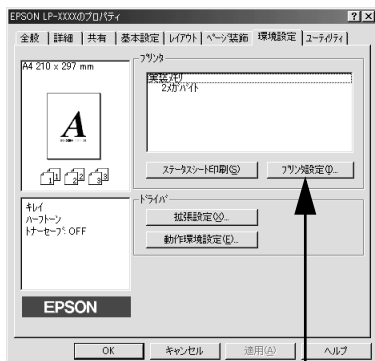 EPSON LP-XXXXのプロパティ
全般 詳細 共有 基本設定 レイアウト ページ装飾 環境設定 ユーティリティ
A4 210 x 297 mm
A
1 1 2 2 3 3
キレイ
ハーフトーン
トナーセーブ: OFF
EPSON
プリンタ
実装メモリ
2メガバイト
ステータスシート印刷(S)
プリンタ設定(I)...
ドライバ
拡張設定(X)...
動作環境設定(E)...
OK キャンセル 適用(A) ヘルプ